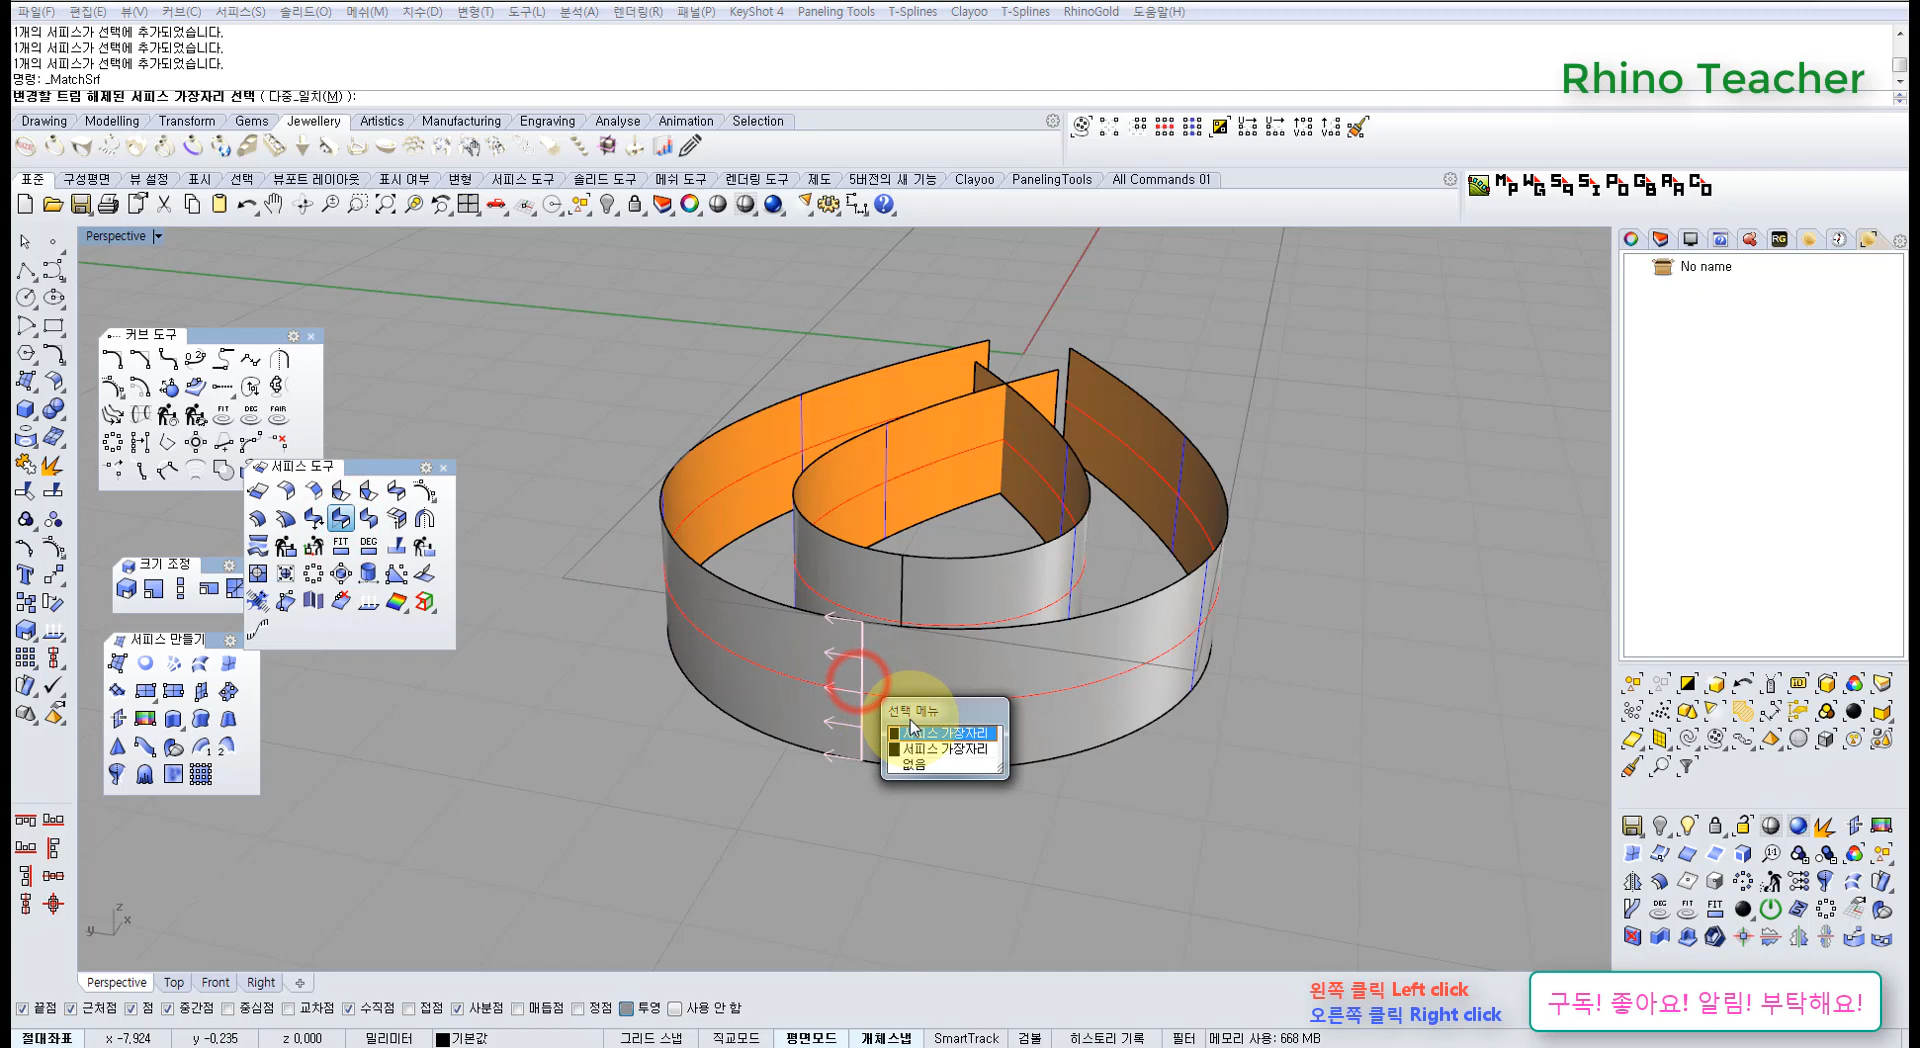 파일(F) 편집(E) 뷰(V) 커브(C) 서피스(S) 솔리드(O) 메쉬(M) 치수(D) 변형(T) 도구(L) 분석(A) 렌더링(R) 패널(P) KeyShot 4 Paneling Tools T-Splines Clayoo T-Splines RhinoGold 도움말(H)
1개의 서피스가 선택에 추가되었습니다.
1개의 서피스가 선택에 추가되었습니다.
1개의 서피스가 선택에 추가되었습니다.
명령: _MatchSrf
변경할 트림 해제된 서피스 가장자리 선택 ( 다중_일치(M) ):
Rhino Teacher
Drawing Modelling Transform Gems Jewellery Artistics Manufacturing Engraving Analyse Animation Selection
표준 구성평면 뷰 설정 표시 선택 뷰포트 레이아웃 표시 여부 변형 서피스 도구 솔리드 도구 메쉬 도구 렌더링 도구 제도 5버전의 새 기능 Clayoo PanelingTools All Commands 01
Perspective
No name
커브 도구
서피스 도구
크기 조정
서피스 만들기
선택 메뉴
서피스 가장자리
서피스 가장자리
없음
z
x
y
Perspective Top Front Right
끝점 근처점 점 중간점 중심점 교차점 수직점 접점 사분점 매듭점 정점 투영 사용 안 함
왼쪽 클릭 Left click
오른쪽 클릭 Right click
구독! 좋아요! 알림! 부탁해요!
절대좌표 x -7,924 y -0,235 z 0,000 밀리미터 기본값 그리드 스냅 직교모드 평면모드 개체스냅 SmartTrack 검볼 히스토리 기록 필터 메모리 사용: 668 MB